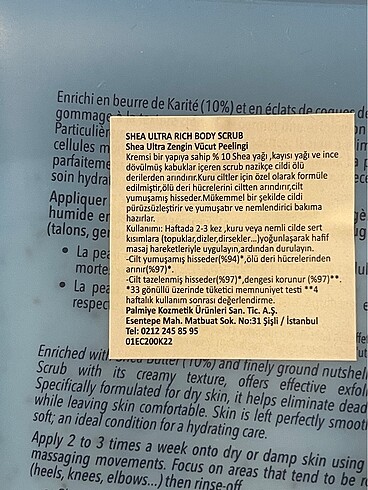 Enrichi en beurre de Karité (10%) et en éclats de coques de
gommage à
Particulière
cellules m
parfaiteme
soin hydrat
Appliquer
humide en
(talons, gen
• La pea
mortes
• La pea
respect
SHEA ULTRA RICH BODY SCRUB
Shea Ultra Zengin Vücut Peelingi
Kremsi bir yapıya sahip % 10 Shea yağı ,kayısı yağı ve ince
dövülmüş kabuklar içeren scrub nazikçe cildi ölü
derilerden arındırır.Kuru ciltler için özel olarak formüle
edilmiştir,ölü deri hücrelerini ciltten arındırır,cilt
yumuşamış hisseder.Mükemmel bir şekilde cildi
pürüzsüzleştirir ve yumuşatır ve nemlendirici bakıma
hazırlar.
Kullanımı: Haftada 2-3 kez ,kuru veya nemli cilde sert
kısımlara (topuklar,dizler,dirsekler...)yoğunlaşarak hafif
masaj hareketleriyle uygulayın,ardından durulayın.
-Cilt yumuşamış hisseder(%94)*,ölü deri hücrelerinden
arınır(%97)*.
-Cilt tazelenmiş hisseder(%97)*,dengesi korunur (%97)**.
*33 gönüllü üzerinde tüketici memnuniyet testi **4
haftalık kullanım sonrası değerlendirme.
Palmiye Kozmetik Ürünleri San. Tic. A.Ş.
Esentepe Mah. Matbuat Sok. No:31 Şişli / İstanbul
Tel: 0212 245 85 95
01EC200K22
Enriched with Shea Butter (10%) and finely ground nutshell
Scrub with its creamy texture, offers effective exfol
Specifically formulated for dry skin, it helps eliminate dead
while leaving skin comfortable. Skin is left perfectly smoot
soft; an ideal condition for a hydrating care.
Apply 2 to 3 times a week onto dry or damp skin using
massaging movements. Focus on areas that tend to be ro
(heels, knees, elbows...) then rinse-off